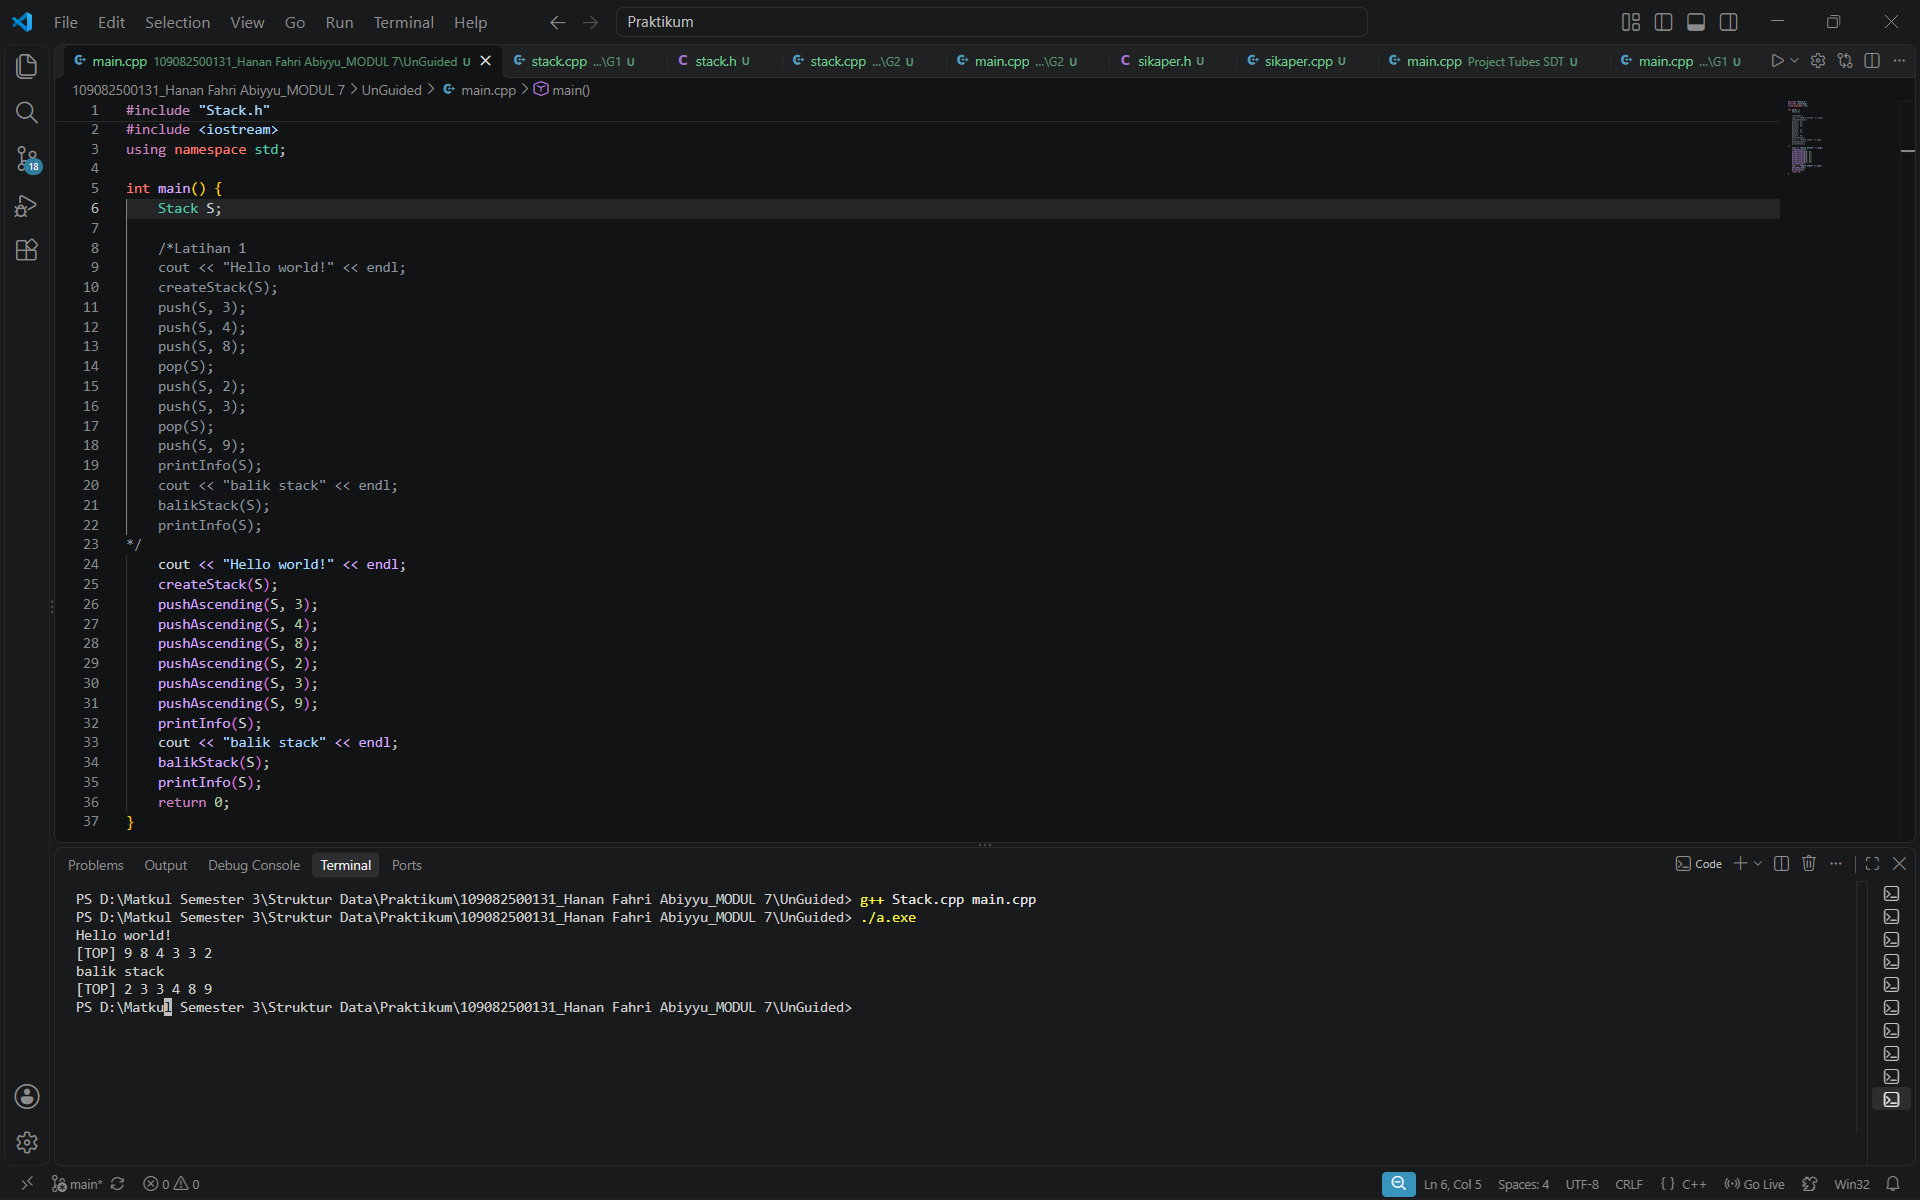 File Edit Selection View Go Run Terminal Help Praktikum
main.cpp 109082500131_Hanan Fahri Abiyyu_MODUL 7\UnGuided U stack.cpp ...\G1 U stack.h U stack.cpp ...\G2 U main.cpp ...\G2 U sikaper.h U sikaper.cpp U main.cpp Project Tubes SDT U main.cpp ...\G1 U
109082500131_Hanan Fahri Abiyyu_MODUL 7 > UnGuided > main.cpp > main()
1 #include "Stack.h"
2 #include <iostream>
3 using namespace std;
4
5 int main() {
6 Stack S;
7
8 /*Latihan 1
9 cout << "Hello world!" << endl;
10 createStack(S);
11 push(S, 3);
12 push(S, 4);
13 push(S, 8);
14 pop(S);
15 push(S, 2);
16 push(S, 3);
17 pop(S);
18 push(S, 9);
19 printInfo(S);
20 cout << "balik stack" << endl;
21 balikStack(S);
22 printInfo(S);
23 */
24 cout << "Hello world!" << endl;
25 createStack(S);
26 pushAscending(S, 3);
27 pushAscending(S, 4);
28 pushAscending(S, 8);
29 pushAscending(S, 2);
30 pushAscending(S, 3);
31 pushAscending(S, 9);
32 printInfo(S);
33 cout << "balik stack" << endl;
34 balikStack(S);
35 printInfo(S);
36 return 0;
37 }
18
Problems Output Debug Console Terminal Ports Code
PS D:\Matkul Semester 3\Struktur Data\Praktikum\109082500131_Hanan Fahri Abiyyu_MODUL 7\UnGuided> g++ Stack.cpp main.cpp
PS D:\Matkul Semester 3\Struktur Data\Praktikum\109082500131_Hanan Fahri Abiyyu_MODUL 7\UnGuided> ./a.exe
Hello world!
[TOP] 9 8 4 3 3 2
balik stack
[TOP] 2 3 3 4 8 9
PS D:\Matkul Semester 3\Struktur Data\Praktikum\109082500131_Hanan Fahri Abiyyu_MODUL 7\UnGuided>
main* 0 0 Ln 6, Col 5 Spaces: 4 UTF-8 CRLF {} C++ Go Live Win32